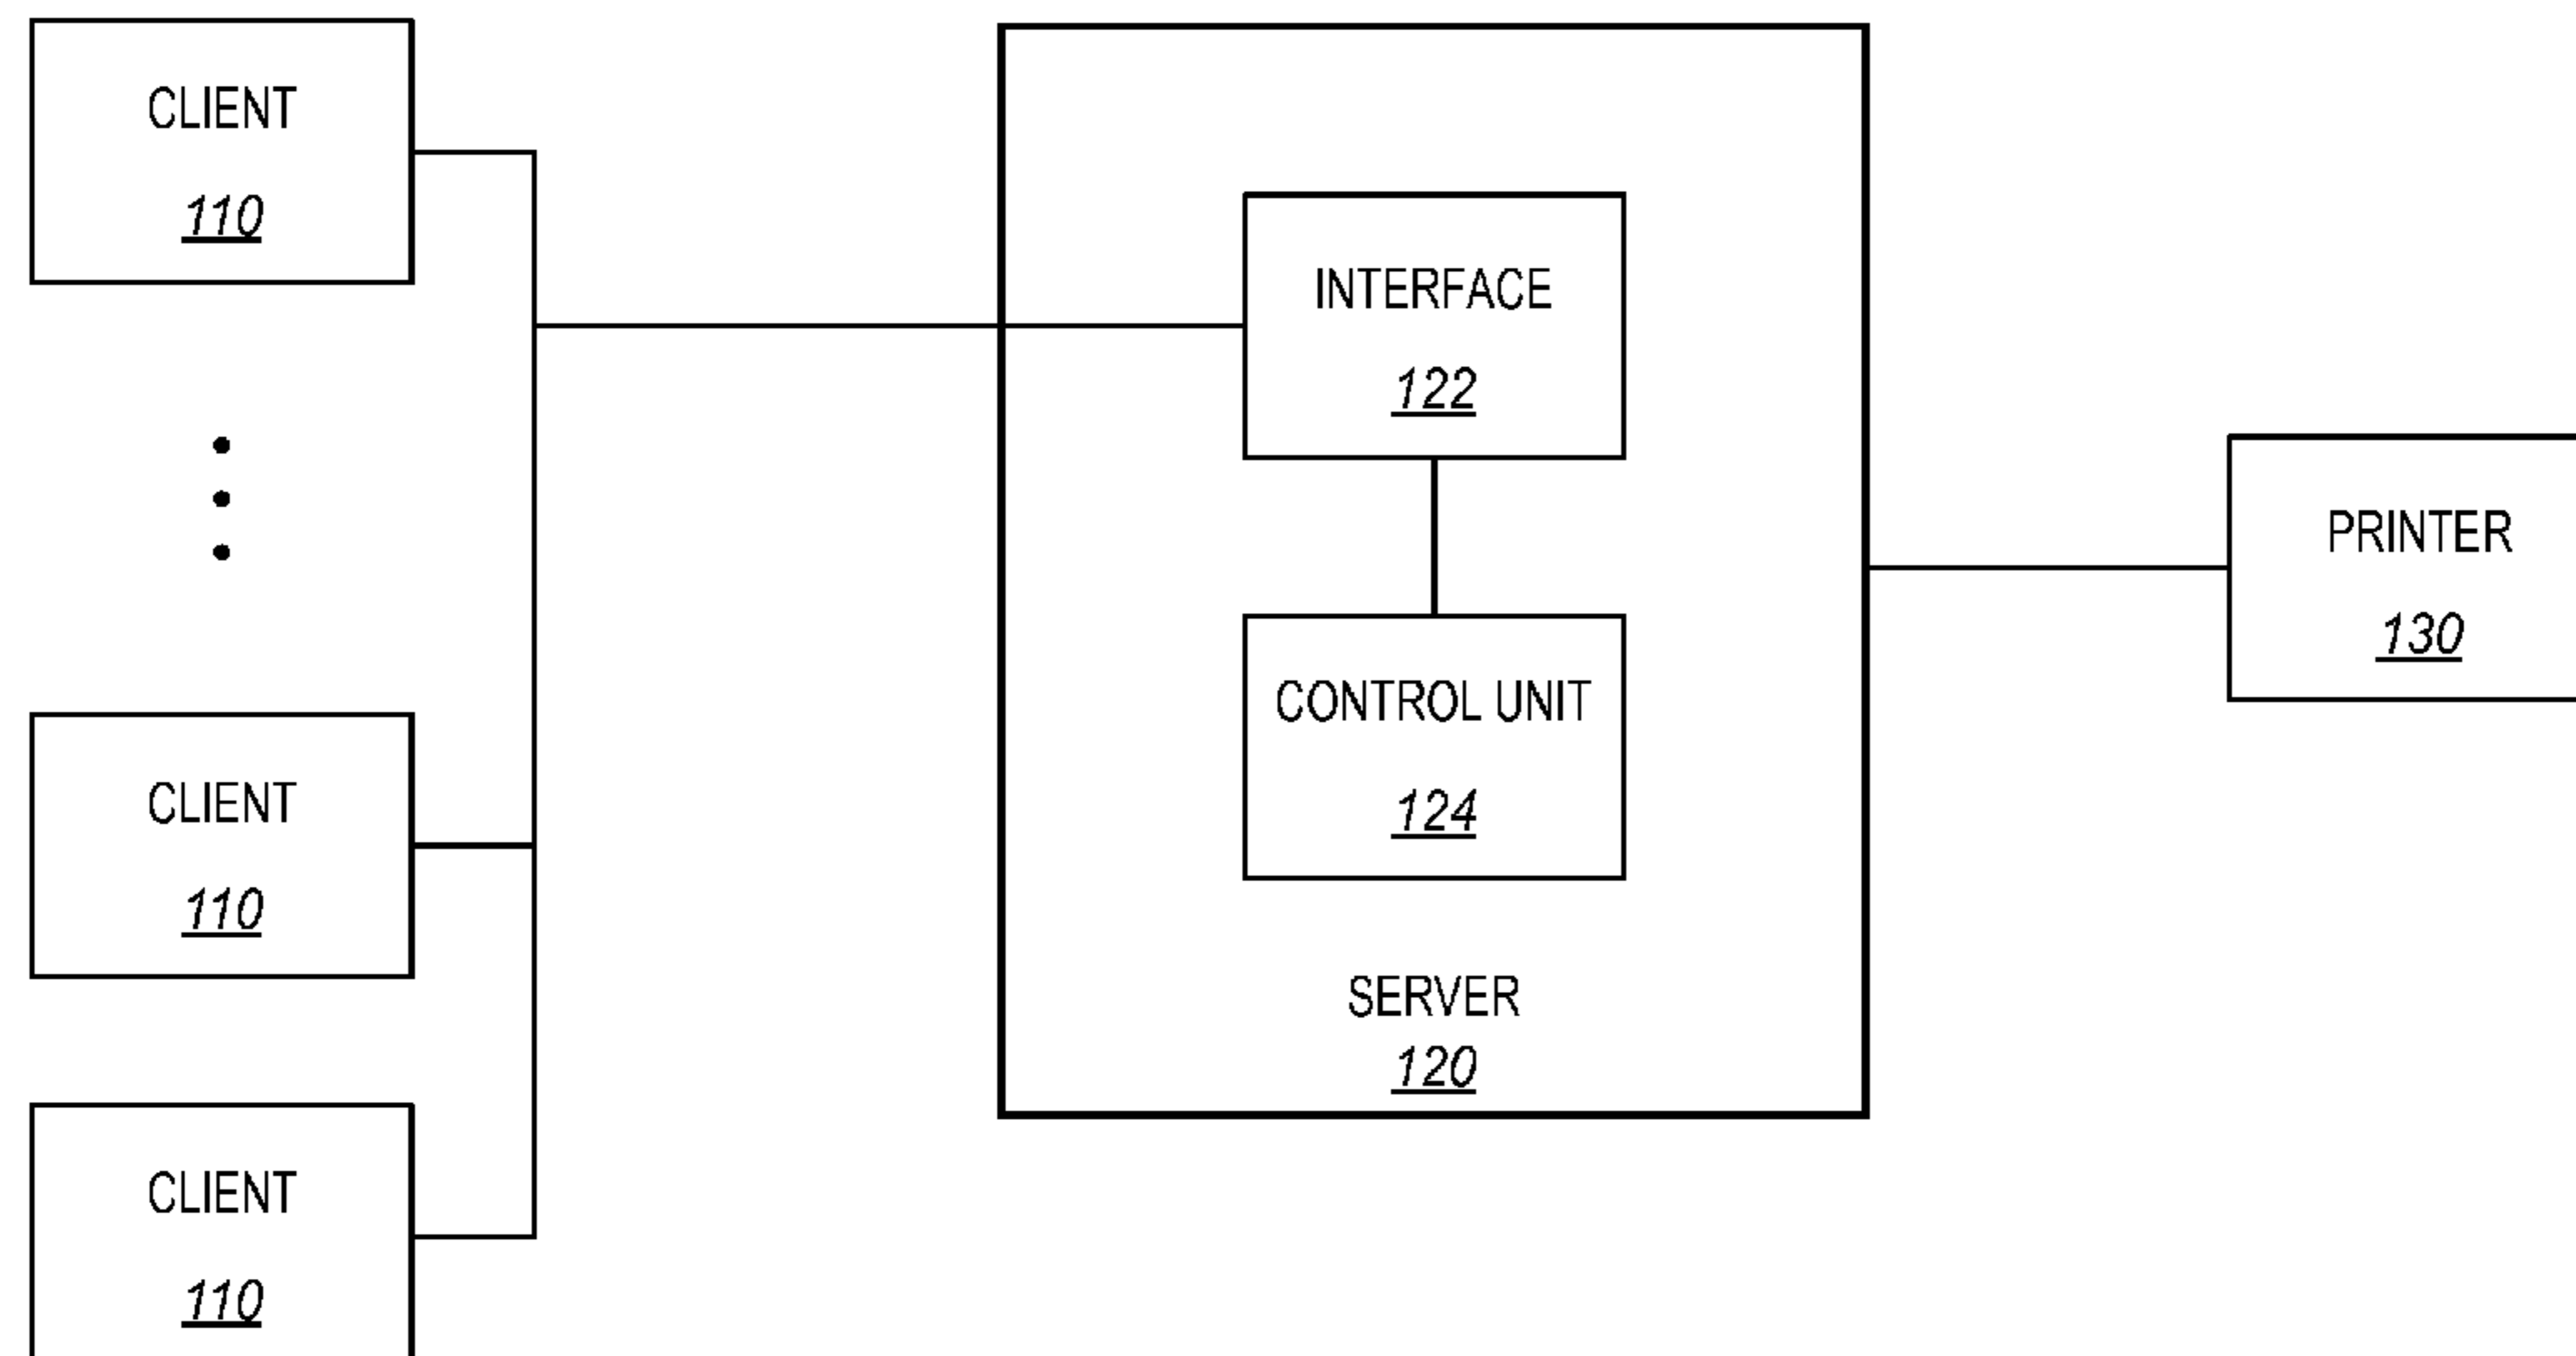 CLIENT
110
CLIENT
110
CLIENT
110
INTERFACE
122
CONTROL UNIT
124
SERVER
120
PRINTER
130